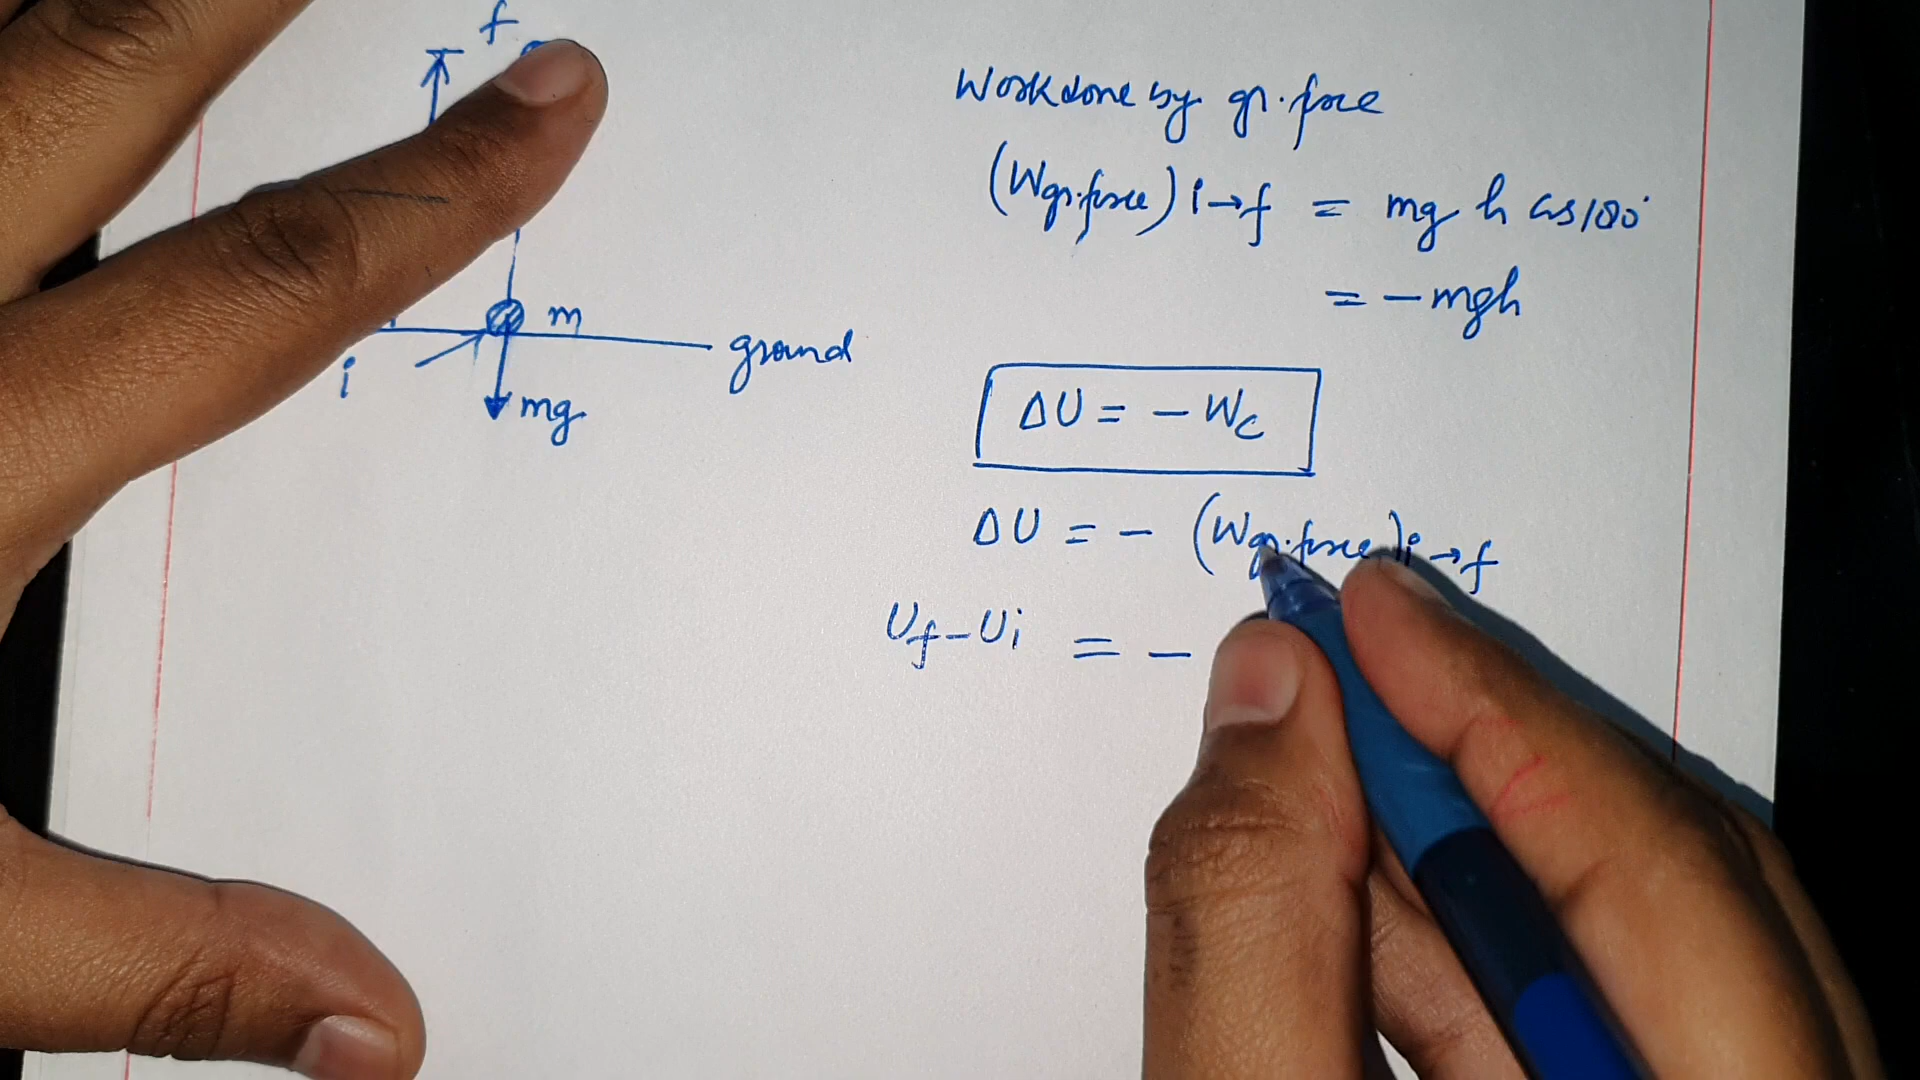 f
m
ground
i
mg
Workdone by gr. force
(Wgr.force) i→f = mg h cos180°
= -mgh
ΔU = -Wc
ΔU = - (Wgr.force) i→f
Uf-Ui = -